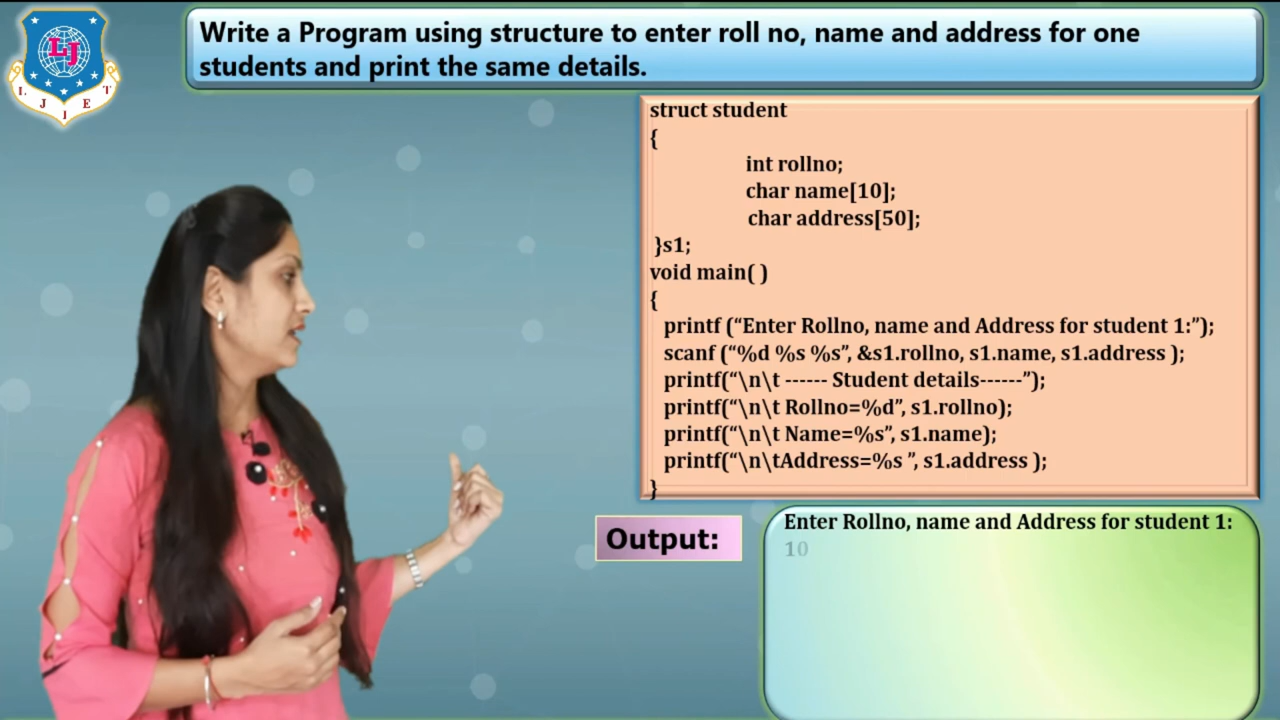 LJ
L J I E T
Write a Program using structure to enter roll no, name and address for one
students and print the same details.
struct student
{
int rollno;
char name[10];
char address[50];
}s1;
void main( )
{
printf (“Enter Rollno, name and Address for student 1:”);
scanf (“%d %s %s”, &s1.rollno, s1.name, s1.address );
printf(“\n\t ------ Student details------”);
printf(“\n\t Rollno=%d”, s1.rollno);
printf(“\n\t Name=%s”, s1.name);
printf(“\n\tAddress=%s ”, s1.address );
}
Output:
Enter Rollno, name and Address for student 1:
10